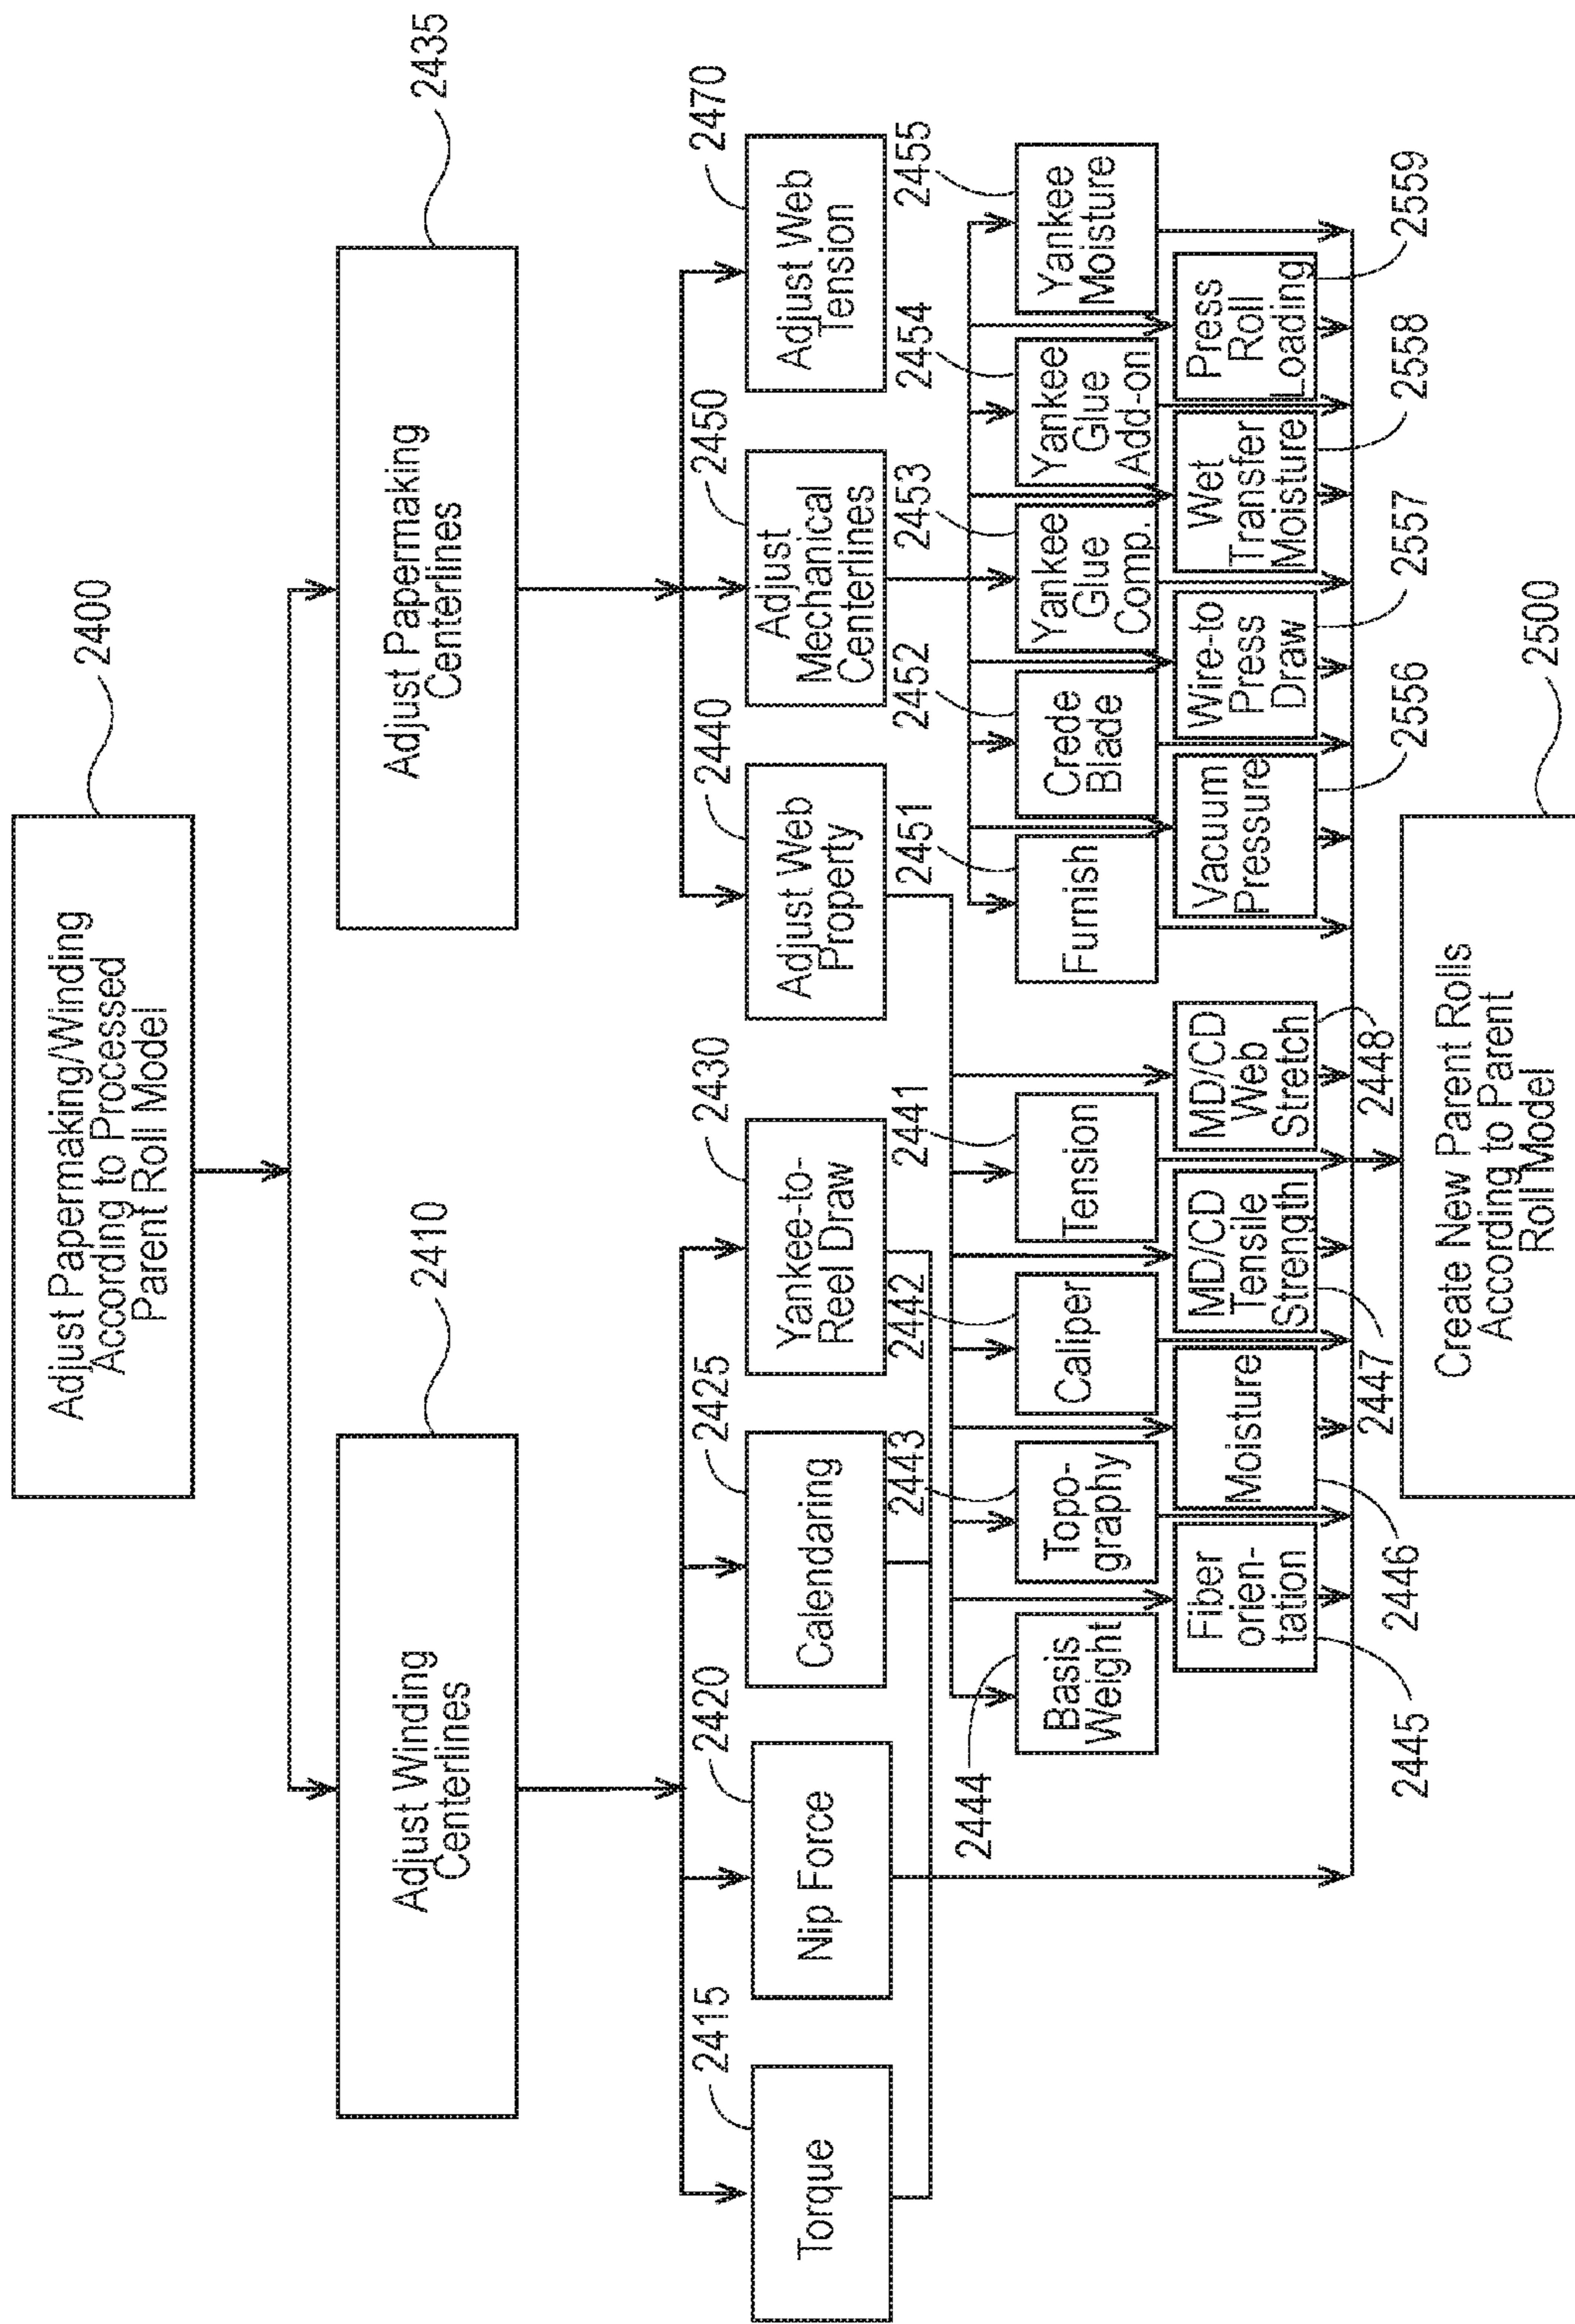 Adjust Papermaking/Winding
According to Processed
Parent Roll Model
2400
Adjust Winding
Centerlines
2410
Adjust Papermaking
Centerlines
2435
Torque
2415
Nip Force
2420
Calendaring
2425
Yankee-to-
Reel Draw
2430
Adjust Web
Property
2440
Adjust
Mechanical
Centerlines
2450
Adjust Web
Tension
2470
Basis
Weight
2444
Topo-
graphy
2443
Caliper
2442
Tension
2441
Furnish
2451
Crede
Blade
2452
Yankee
Glue
Comp.
2453
Yankee
Glue
Add-on
2454
Yankee
Moisture
2455
Fiber
orien-
tation
2445
Moisture
2446
MD/CD
Tensile
Strength
2447
MD/CD
Web
Stretch
2448
Vacuum
Pressure
2556
Wire-to
Press
Draw
2557
Wet
Transfer
Moisture
2558
Press
Roll
Loading
2559
Create New Parent Rolls
According to Parent
Roll Model
2500